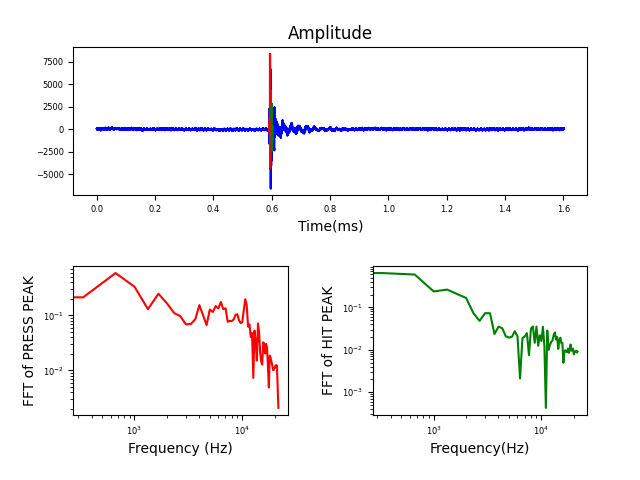 Amplitude
7500
5000
2500
0
−2500
−5000
0.0 0.2 0.4 0.6 0.8 1.0 1.2 1.4 1.6
Time(ms)
FFT of PRESS PEAK
10⁻¹
10⁻²
10³ 10⁴
Frequency (Hz)
FFT of HIT PEAK
10⁻¹
10⁻²
10⁻³
10³ 10⁴
Frequency(Hz)